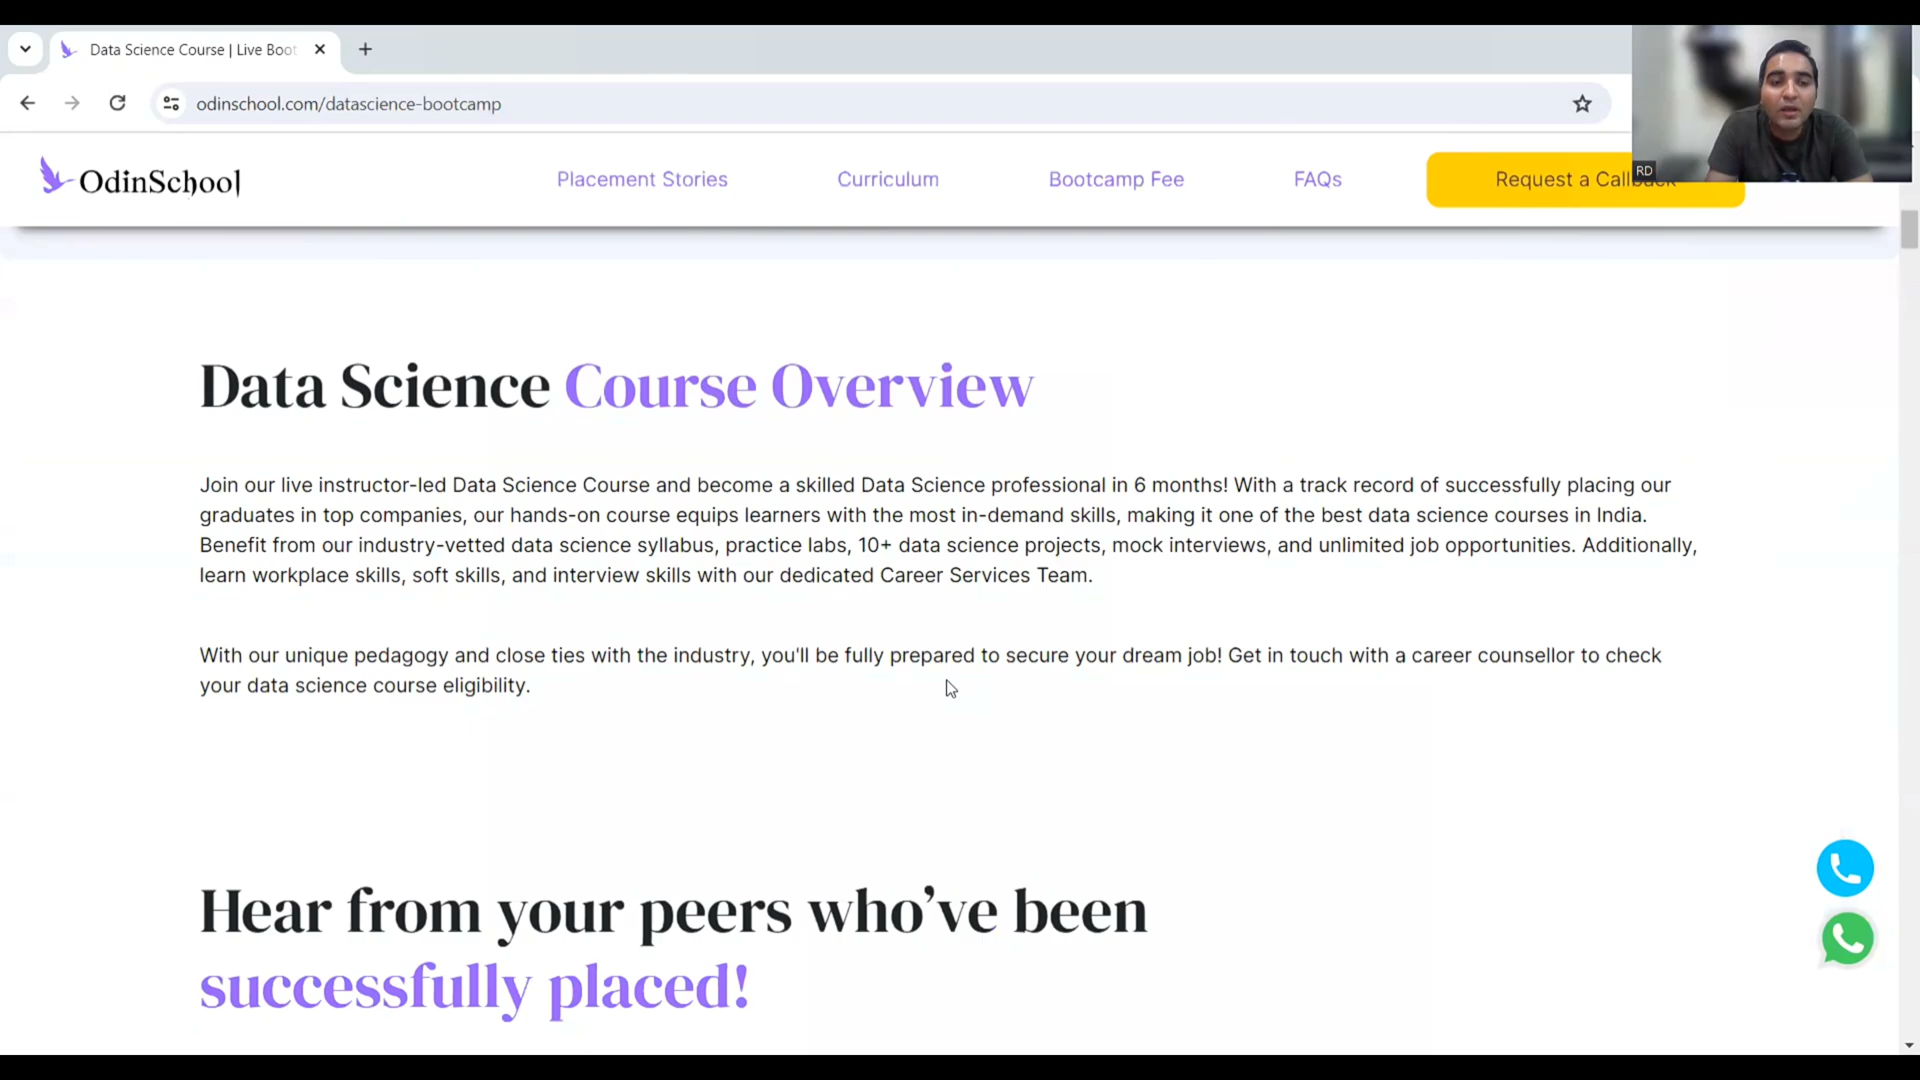 Data Science Course | Live Boot
odinschool.com/datascience-bootcamp
OdinSchool
Placement Stories
Curriculum
Bootcamp Fee
FAQs
Request a Callback
RD
Data Science Course Overview
Join our live instructor-led Data Science Course and become a skilled Data Science professional in 6 months! With a track record of successfully placing our
graduates in top companies, our hands-on course equips learners with the most in-demand skills, making it one of the best data science courses in India.
Benefit from our industry-vetted data science syllabus, practice labs, 10+ data science projects, mock interviews, and unlimited job opportunities. Additionally,
learn workplace skills, soft skills, and interview skills with our dedicated Career Services Team.
With our unique pedagogy and close ties with the industry, you'll be fully prepared to secure your dream job! Get in touch with a career counsellor to check
your data science course eligibility.
Hear from your peers who’ve been
successfully placed!